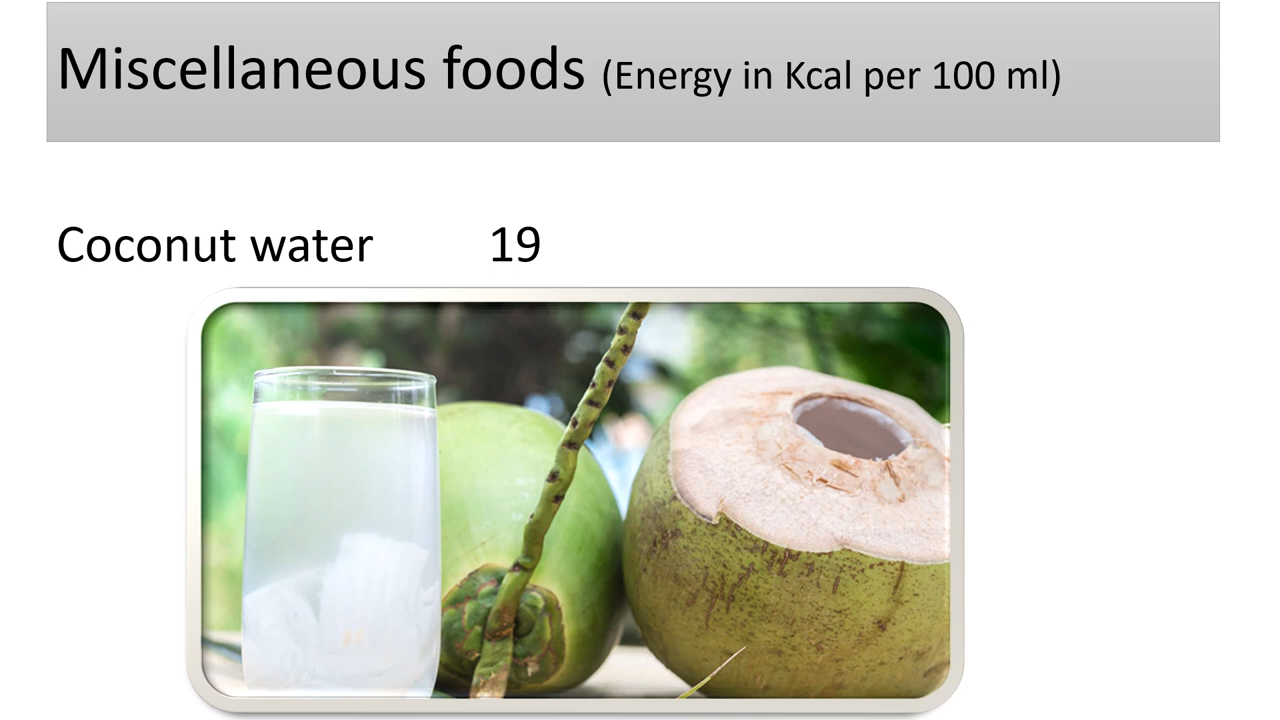 Miscellaneous foods (Energy in Kcal per 100 ml)
Coconut water 19